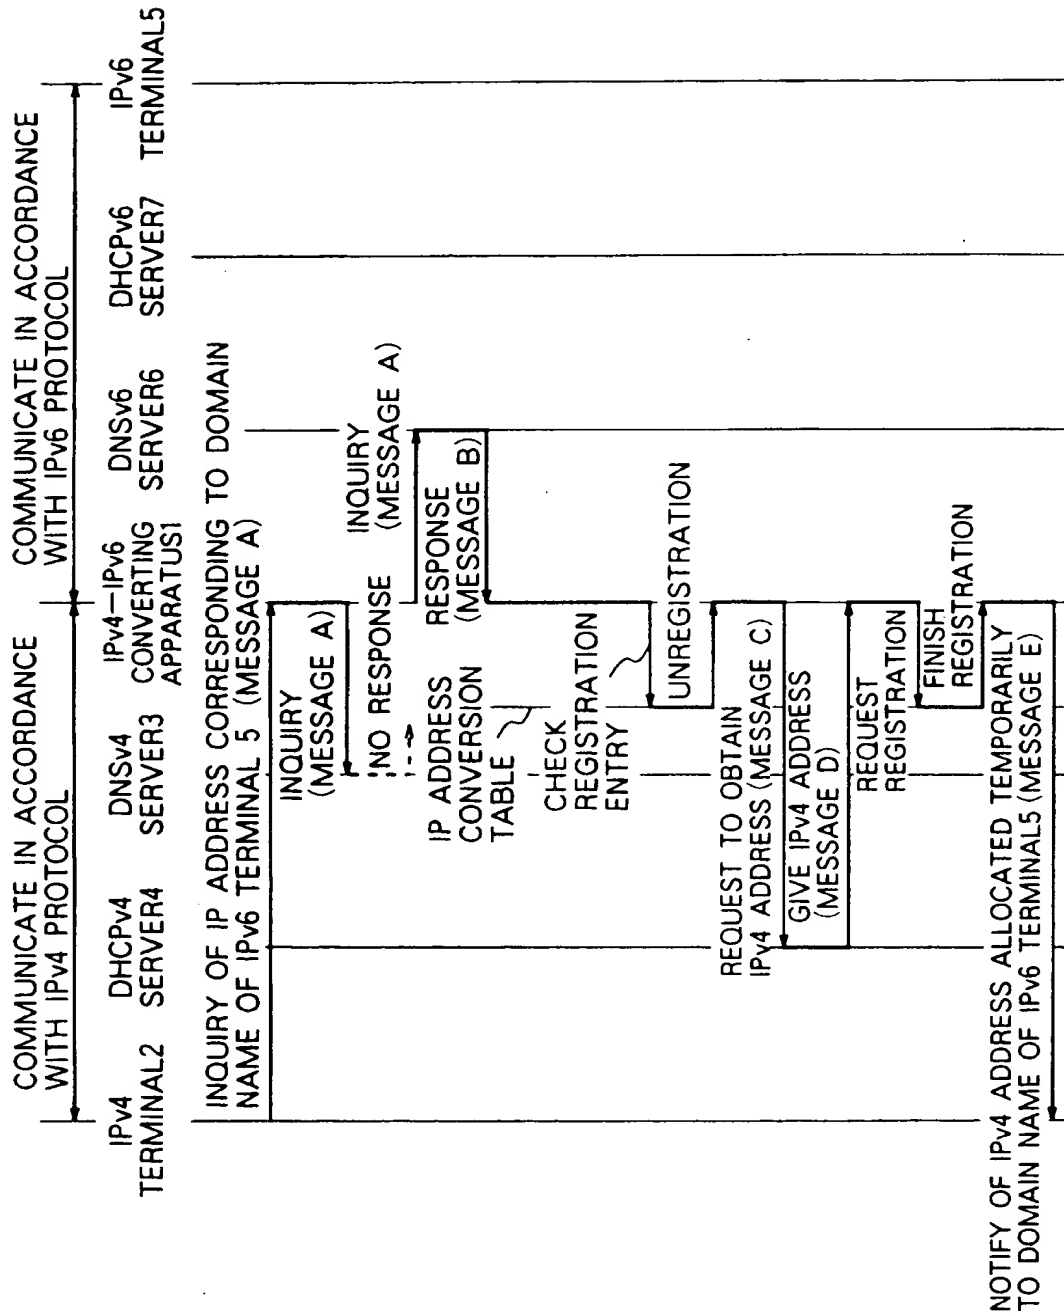 COMMUNICATE IN ACCORDANCE
WITH IPv4 PROTOCOL
COMMUNICATE IN ACCORDANCE
WITH IPv6 PROTOCOL
IPv4
TERMINAL2
DHCPv4
SERVER4
DNSv4
SERVER3
IPv4-IPv6
CONVERTING
APPARATUS1
DNSv6
SERVER6
DHCPv6
SERVER7
IPv6
TERMINAL5
INQUIRY OF IP ADDRESS CORRESPONDING TO DOMAIN
NAME OF IPv6 TERMINAL 5 (MESSAGE A)
INQUIRY
(MESSAGE A)
NO RESPONSE
INQUIRY
(MESSAGE A)
RESPONSE
(MESSAGE B)
IP ADDRESS
CONVERSION
TABLE
CHECK
REGISTRATION
ENTRY
UNREGISTRATION
REQUEST TO OBTAIN
IPv4 ADDRESS (MESSAGE C)
GIVE IPv4 ADDRESS
(MESSAGE D)
REQUEST
REGISTRATION
FINISH
REGISTRATION
NOTIFY OF IPv4 ADDRESS ALLOCATED TEMPORARILY
TO DOMAIN NAME OF IPv6 TERMINAL5 (MESSAGE E)